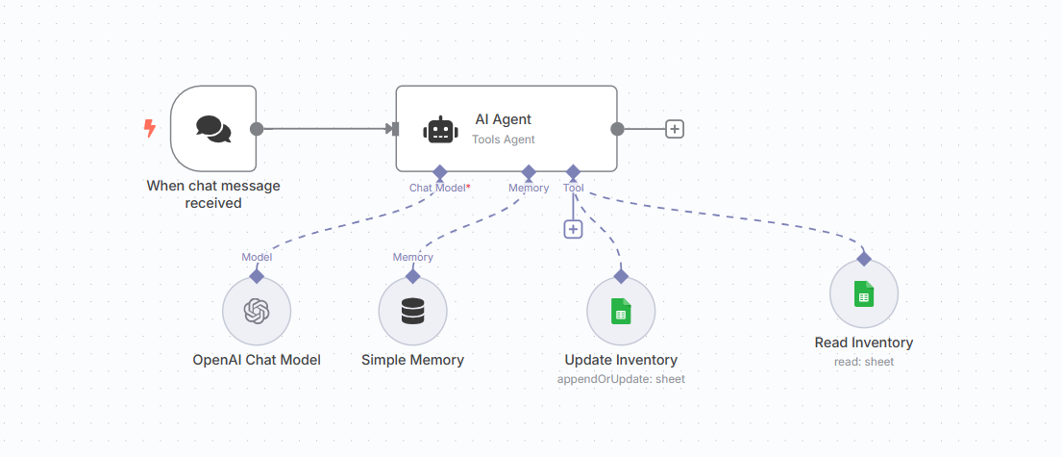 AI Agent
Tools Agent
When chat message
received
Chat Model*
Memory
Tool
Model
Memory
OpenAI Chat Model
Simple Memory
Update Inventory
appendOrUpdate: sheet
Read Inventory
read: sheet